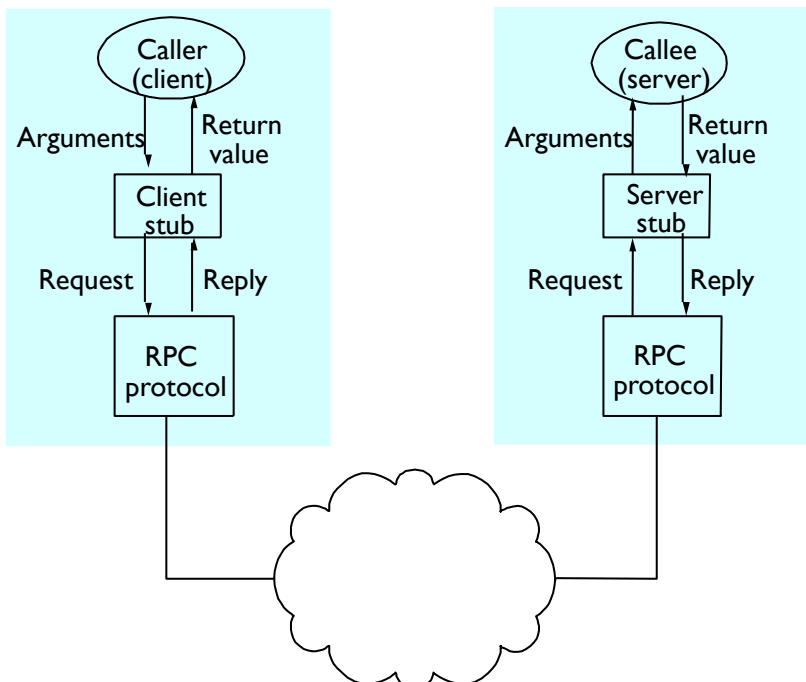 Caller
(client)
Arguments
Return
value
Client
stub
Request
Reply
RPC
protocol
Callee
(server)
Arguments
Return
value
Server
stub
Request
Reply
RPC
protocol